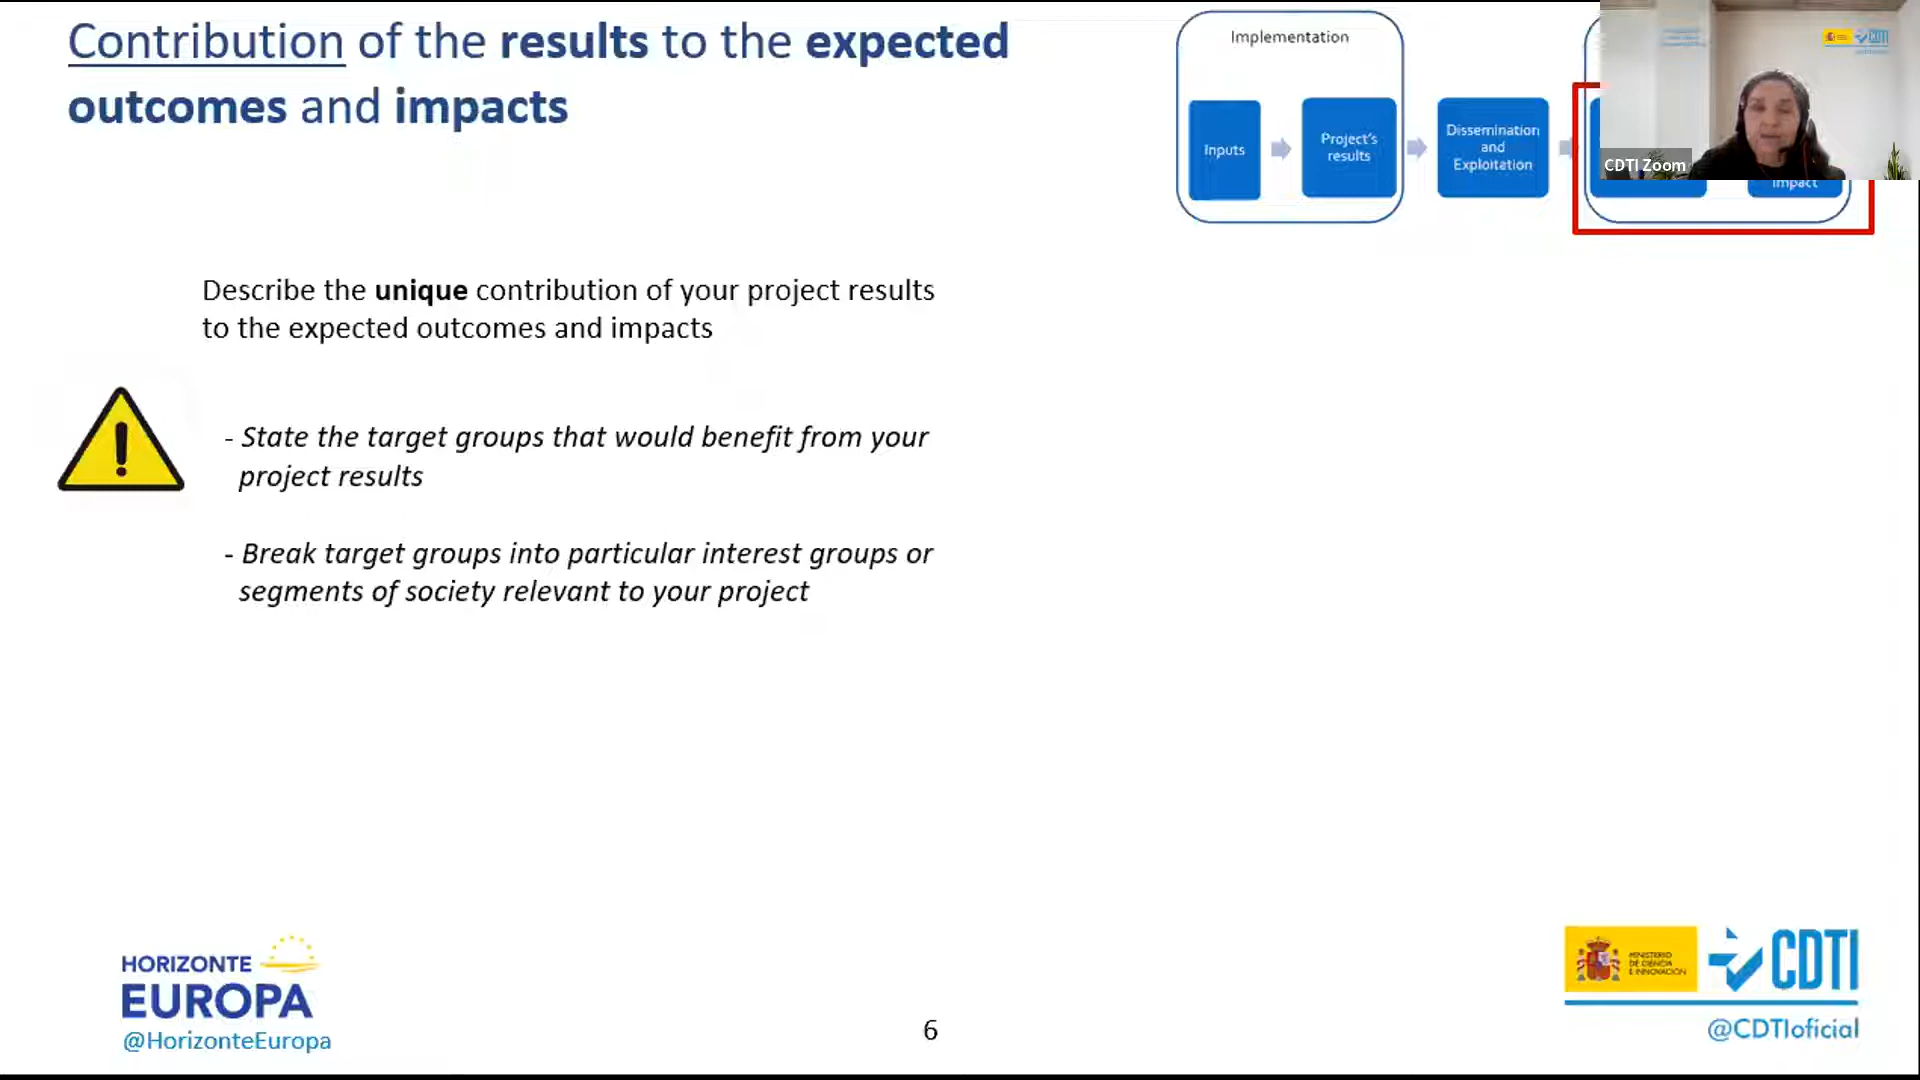 Contribution of the results to the expected
outcomes and impacts
Implementation
Inputs
Project's
results
Dissemination
and
Exploitation
impact
CDTI Zoom
CDTI
Describe the unique contribution of your project results
to the expected outcomes and impacts
- State the target groups that would benefit from your
project results
- Break target groups into particular interest groups or
segments of society relevant to your project
HORIZONTE
EUROPA
@HorizonteEuropa
6
MINISTERIO
DE CIENCIA
E INNOVACIÓN
CDTI
@CDTIoficial